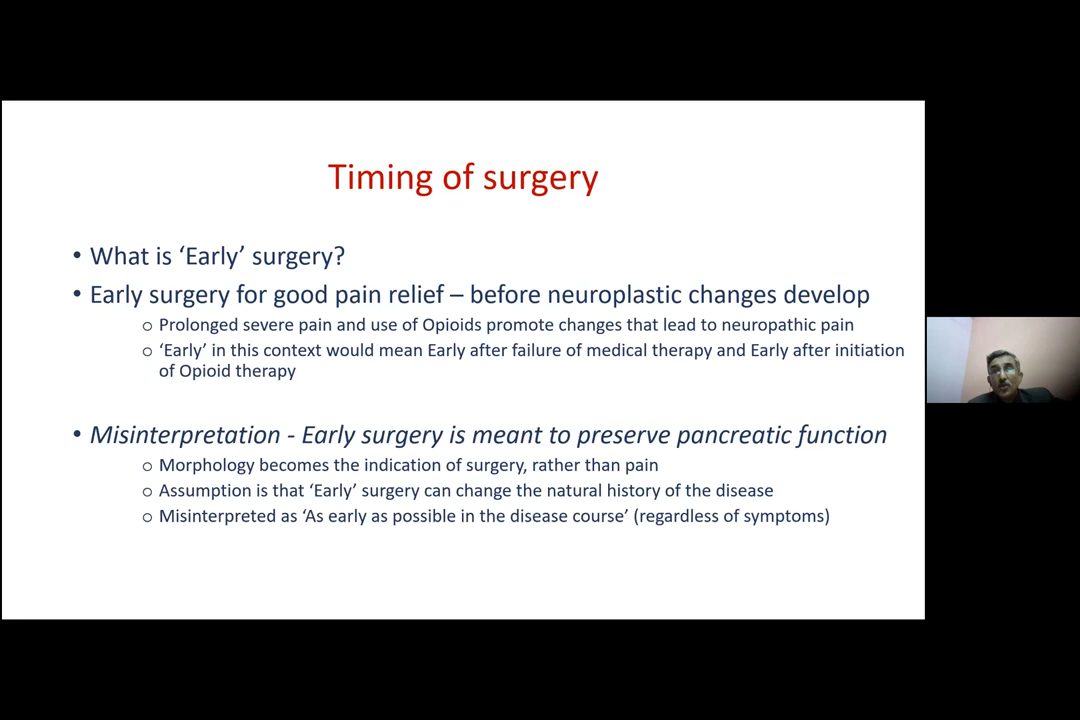 Timing of surgery
• What is ‘Early’ surgery?
• Early surgery for good pain relief – before neuroplastic changes develop
o Prolonged severe pain and use of Opioids promote changes that lead to neuropathic pain
o ‘Early’ in this context would mean Early after failure of medical therapy and Early after initiation
of Opioid therapy
• Misinterpretation - Early surgery is meant to preserve pancreatic function
o Morphology becomes the indication of surgery, rather than pain
o Assumption is that ‘Early’ surgery can change the natural history of the disease
o Misinterpreted as ‘As early as possible in the disease course’ (regardless of symptoms)